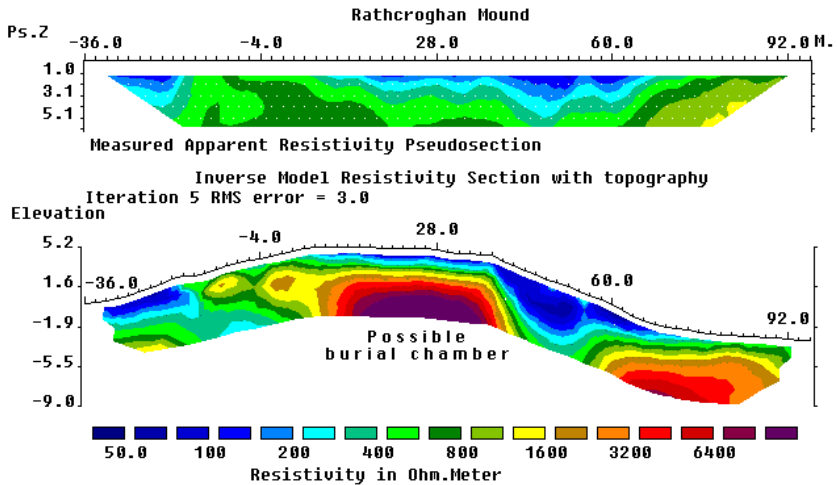 Rathcroghan Mound
Ps.Z -36.0 -4.0 28.0 60.0 92.0 M.
1.0
3.1
5.1
Measured Apparent Resistivity Pseudosection
Inverse Model Resistivity Section with topography
Iteration 5 RMS error = 3.0
Elevation
5.2
-4.0 28.0
1.6 -36.0 60.0
-1.9 92.0
Possible
burial chamber
-5.5
-9.0
50.0 100 200 400 800 1600 3200 6400
Resistivity in Ohm.Meter